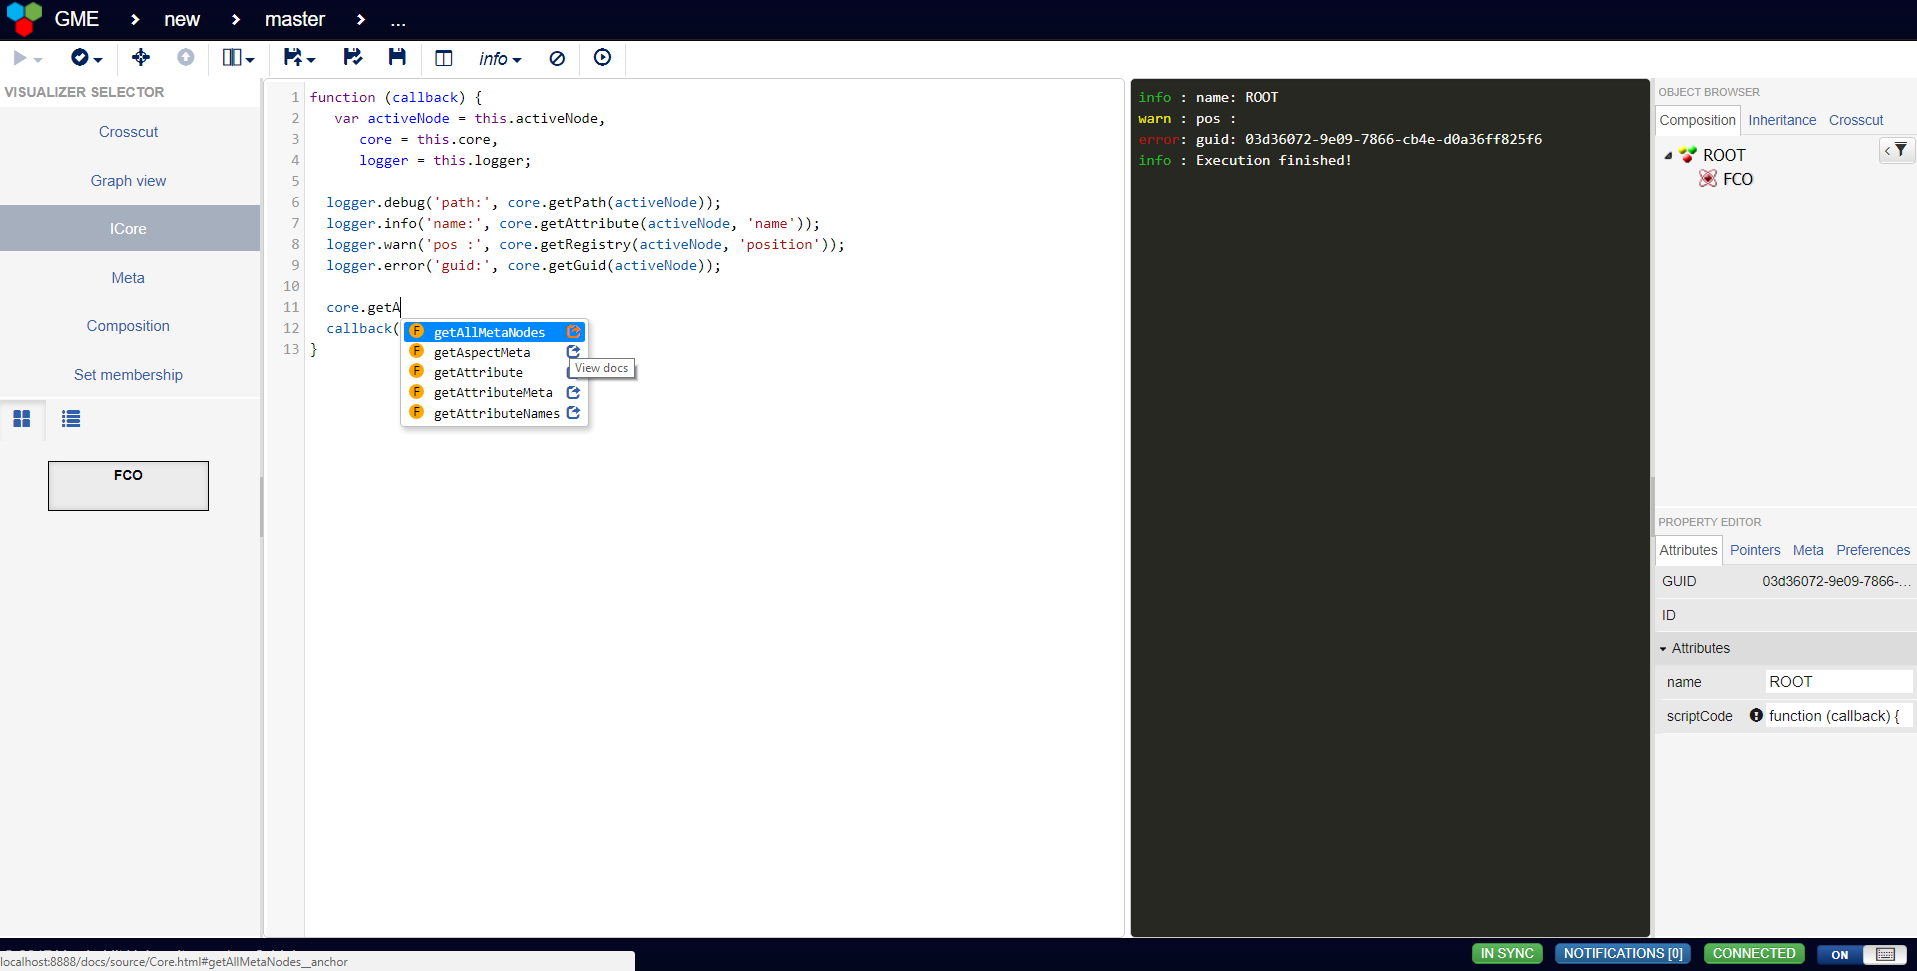 GME new master ...
info
VISUALIZER SELECTOR
Crosscut
Graph view
ICore
Meta
Composition
Set membership
FCO
1 function (callback) {
2 var activeNode = this.activeNode,
3 core = this.core,
4 logger = this.logger;
5
6 logger.debug('path:', core.getPath(activeNode));
7 logger.info('name:', core.getAttribute(activeNode, 'name'));
8 logger.warn('pos :', core.getRegistry(activeNode, 'position'));
9 logger.error('guid:', core.getGuid(activeNode));
10
11 core.getA
12 callback(
13 }
F getAllMetaNodes
F getAspectMeta
F getAttribute
F getAttributeMeta
F getAttributeNames
View docs
info : name: ROOT
warn : pos :
error: guid: 03d36072-9e09-7866-cb4e-d0a36ff825f6
info : Execution finished!
OBJECT BROWSER
Composition Inheritance Crosscut
ROOT
FCO
PROPERTY EDITOR
Attributes Pointers Meta Preferences
GUID 03d36072-9e09-7866-...
ID
Attributes
name ROOT
scriptCode function (callback) {
localhost:8888/docs/source/Core.html#getAllMetaNodes__anchor
IN SYNC NOTIFICATIONS [0] CONNECTED ON